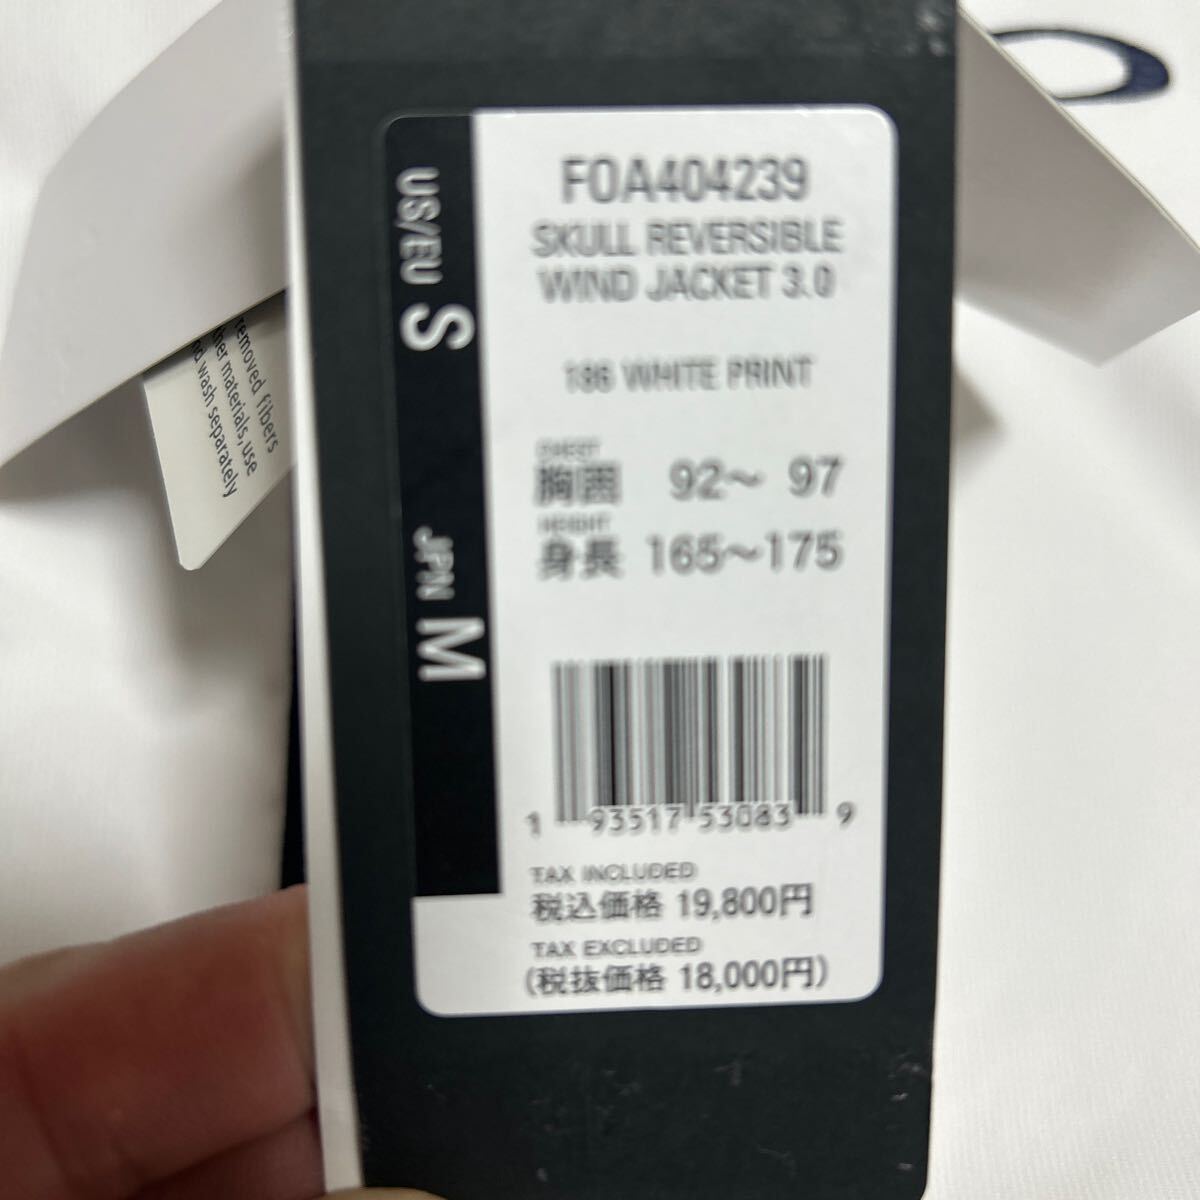 FOA404239
SKULL REVERSIBLE
WIND JACKET 3.0
186 WHITE PRINT
CHEST
胸囲 92～ 97
HEIGHT
身長 165～175
US/EU S
JPN M
1 93517 53083 9
TAX INCLUDED
税込価格 19,800円
TAX EXCLUDED
(税抜価格 18,000円)
removed fibers
ther materials, use
nd wash separately